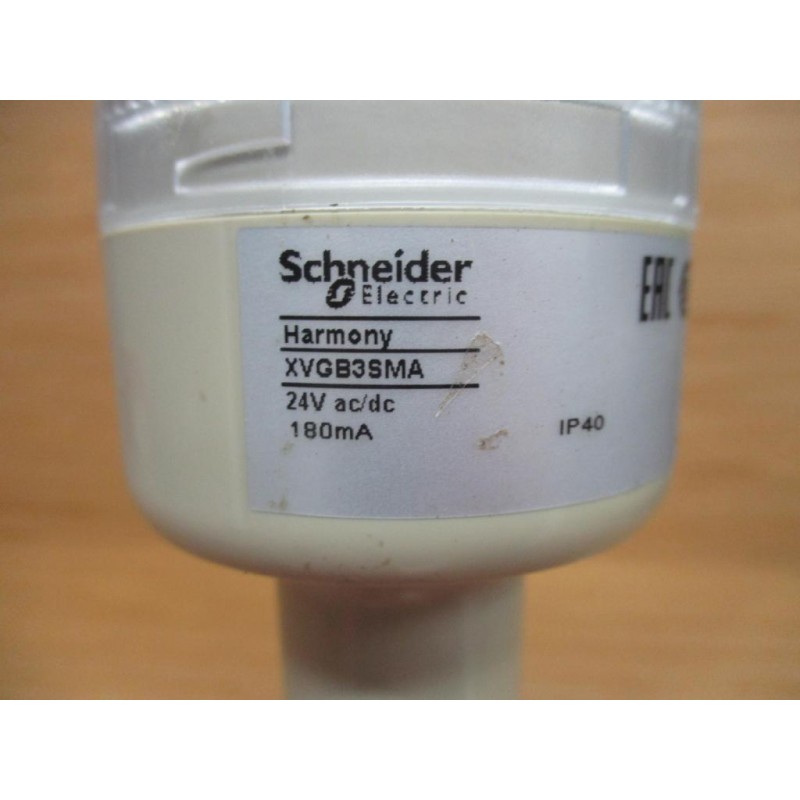 Schneider
Electric
Harmony
XVGB3SMA
24V ac/dc
180mA
IP40
EAC